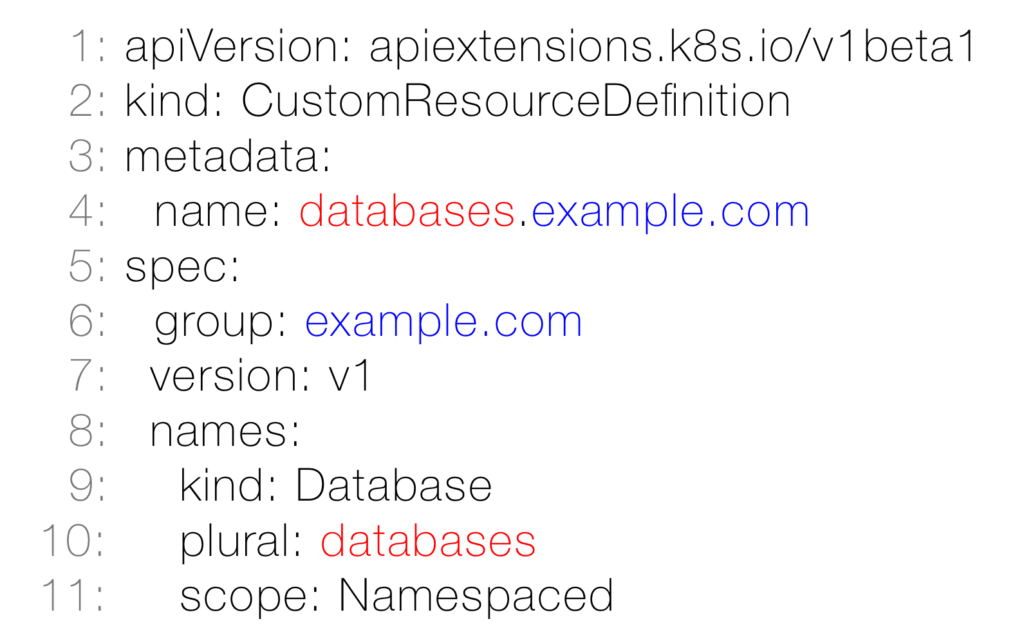 1: apiVersion: apiextensions.k8s.io/v1beta1
2: kind: CustomResourceDefinition
3: metadata:
4:   name: databases.example.com
5: spec:
6:   group: example.com
7:   version: v1
8:   names:
9:     kind: Database
10:     plural: databases
11:     scope: Namespaced